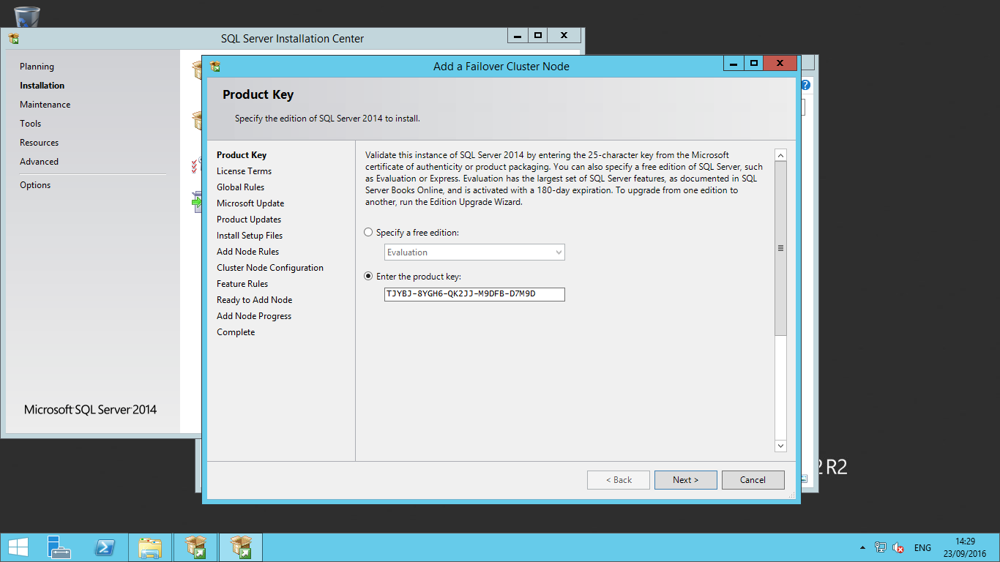 SQL Server Installation Center
Planning
Installation
Maintenance
Tools
Resources
Advanced
Options
Microsoft SQL Server 2014
Add a Failover Cluster Node
Product Key
Specify the edition of SQL Server 2014 to install.
Product Key
License Terms
Global Rules
Microsoft Update
Product Updates
Install Setup Files
Add Node Rules
Cluster Node Configuration
Feature Rules
Ready to Add Node
Add Node Progress
Complete
Validate this instance of SQL Server 2014 by entering the 25-character key from the Microsoft
certificate of authenticity or product packaging. You can also specify a free edition of SQL Server, such
as Evaluation or Express. Evaluation has the largest set of SQL Server features, as documented in SQL
Server Books Online, and is activated with a 180-day expiration. To upgrade from one edition to
another, run the Edition Upgrade Wizard.
Specify a free edition:
Evaluation
Enter the product key:
TJYBJ-8YGH6-QK2JJ-M9DFB-D7M9D
< Back
Next >
Cancel
2 R2
ENG
14:29
23/09/2016